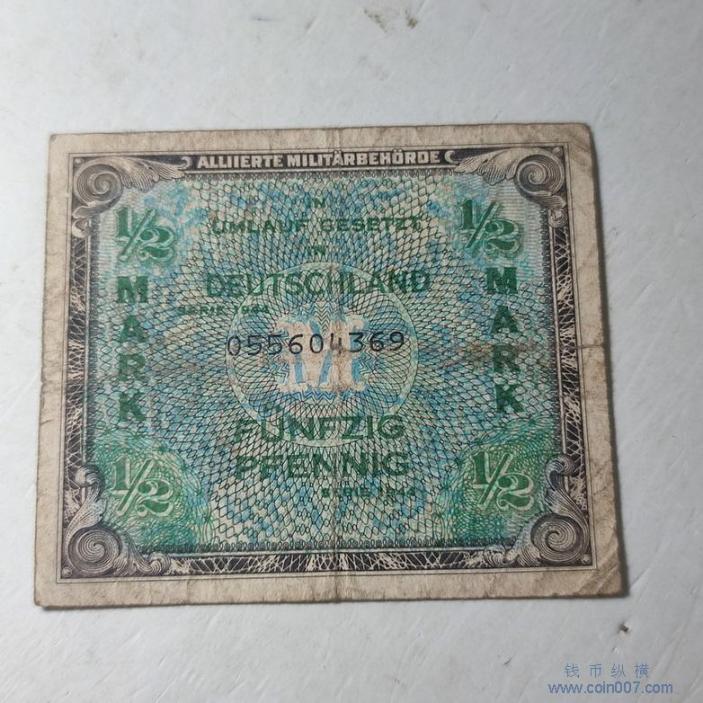 ALLIIERTE MILITÄRBEHÖRDE
1/2 1/2
IN
UMLAUF GESETZT
IN
DEUTSCHLAND
SERIE 1944
MARK MARK
M
055604369
FÜNFZIG
PFENNIG
1/2 1/2
SERIE 1944
钱币纵横
www.coin007.com